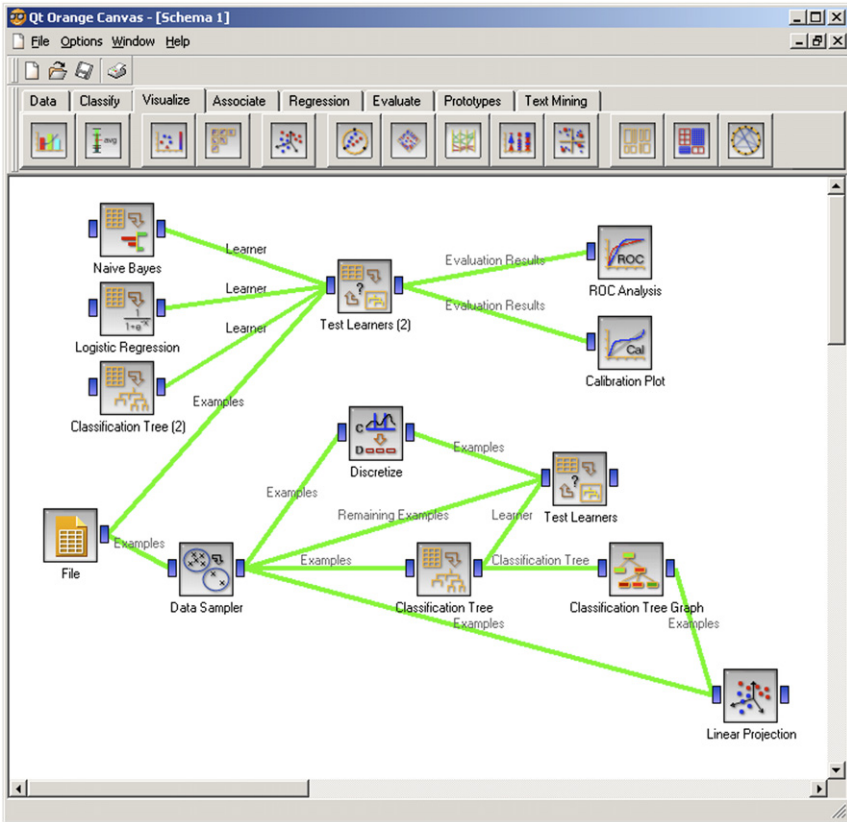 Qt Orange Canvas - [Schema 1]
File Options Window Help
Data Classify Visualize Associate Regression Evaluate Prototypes Text Mining
avg
Naive Bayes
Learner
Learner
Learner
1
1+e^-x
Logistic Regression
Classification Tree (2)
Examples
?
Test Learners (2)
Evaluation Results
Evaluation Results
ROC
ROC Analysis
Cal
Calibration Plot
C
D
Discretize
Examples
Examples
Remaining Examples
Learner
?
Test Learners
File
Examples
Data Sampler
Examples
Classification Tree
Classification Tree
Classification Tree Graph
Examples
Examples
Linear Projection